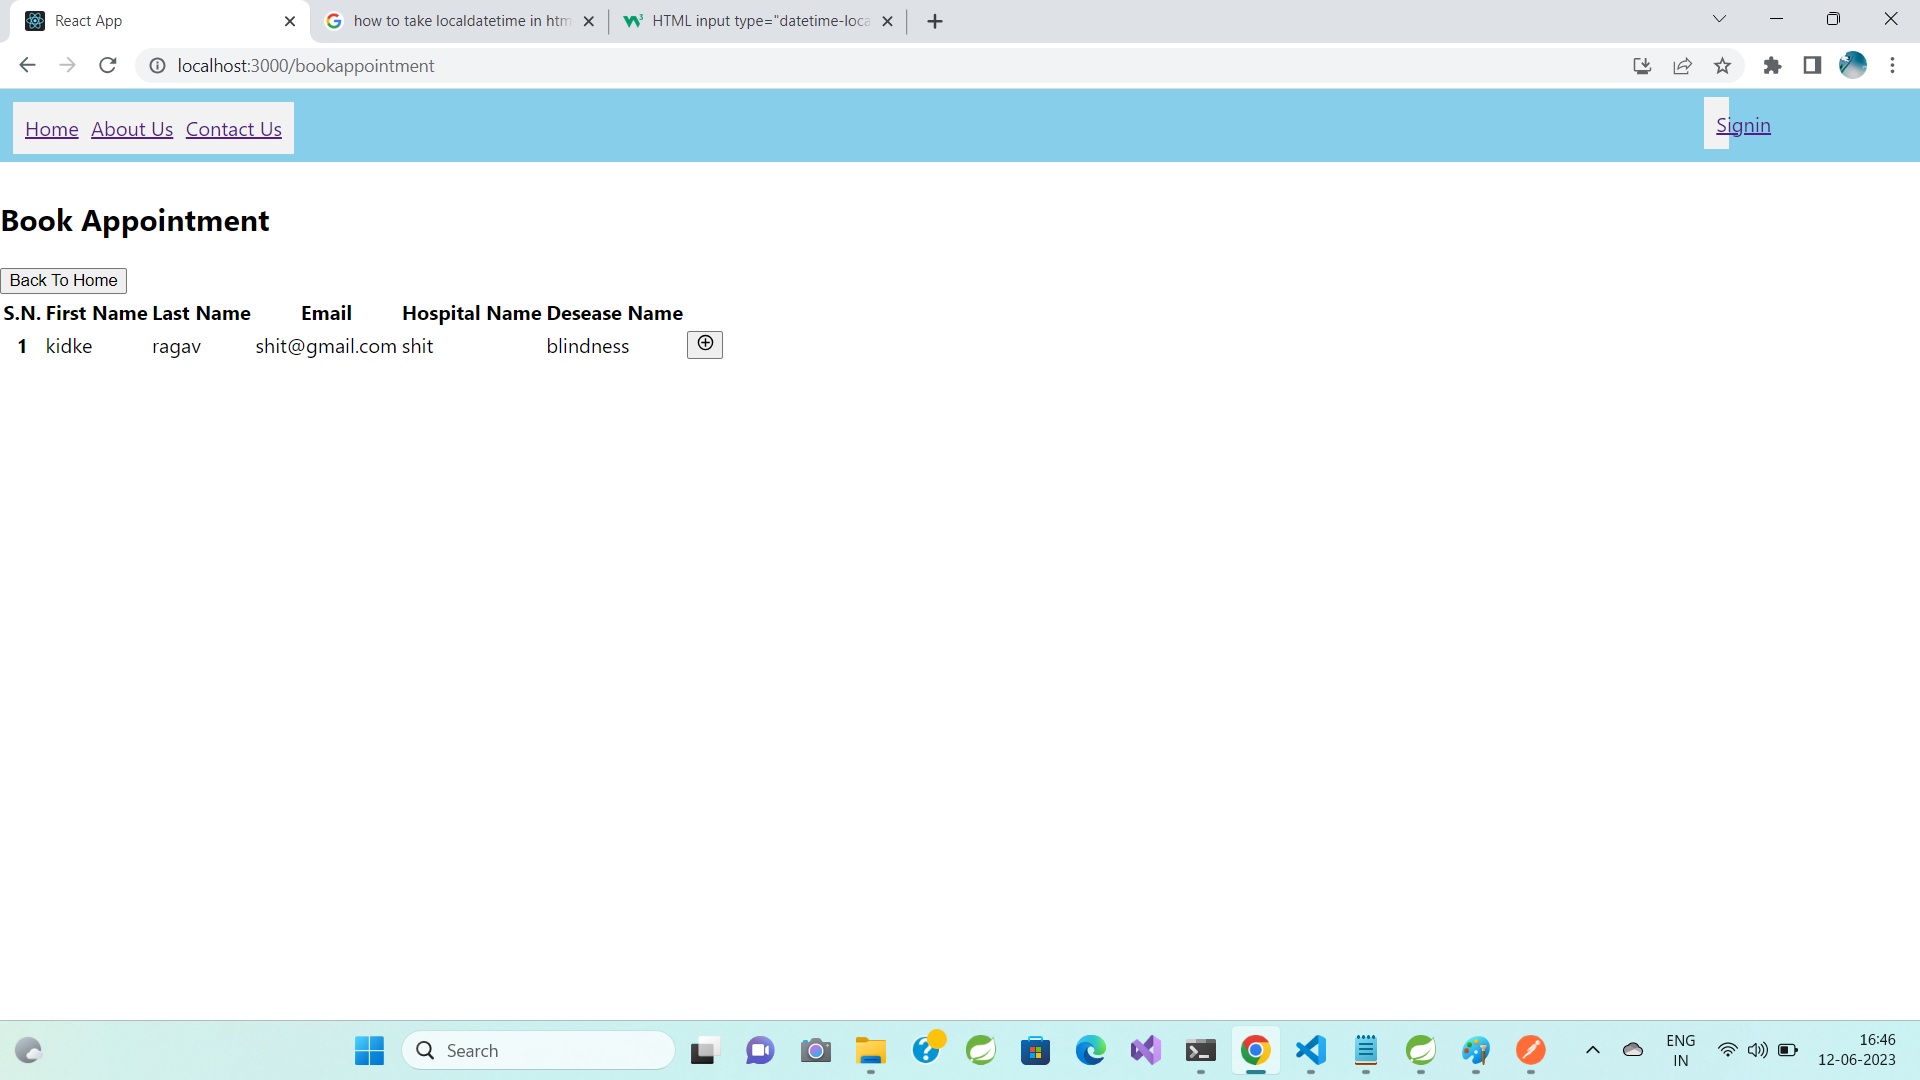 React App
how to take localdatetime in htm
HTML input type="datetime-loca
localhost:3000/bookappointment
Home About Us Contact Us
Signin
Book Appointment
Back To Home
S.N. First Name Last Name Email Hospital Name Desease Name
1 kidke ragav shit@gmail.com shit blindness
Search
ENG
IN
16:46
12-06-2023